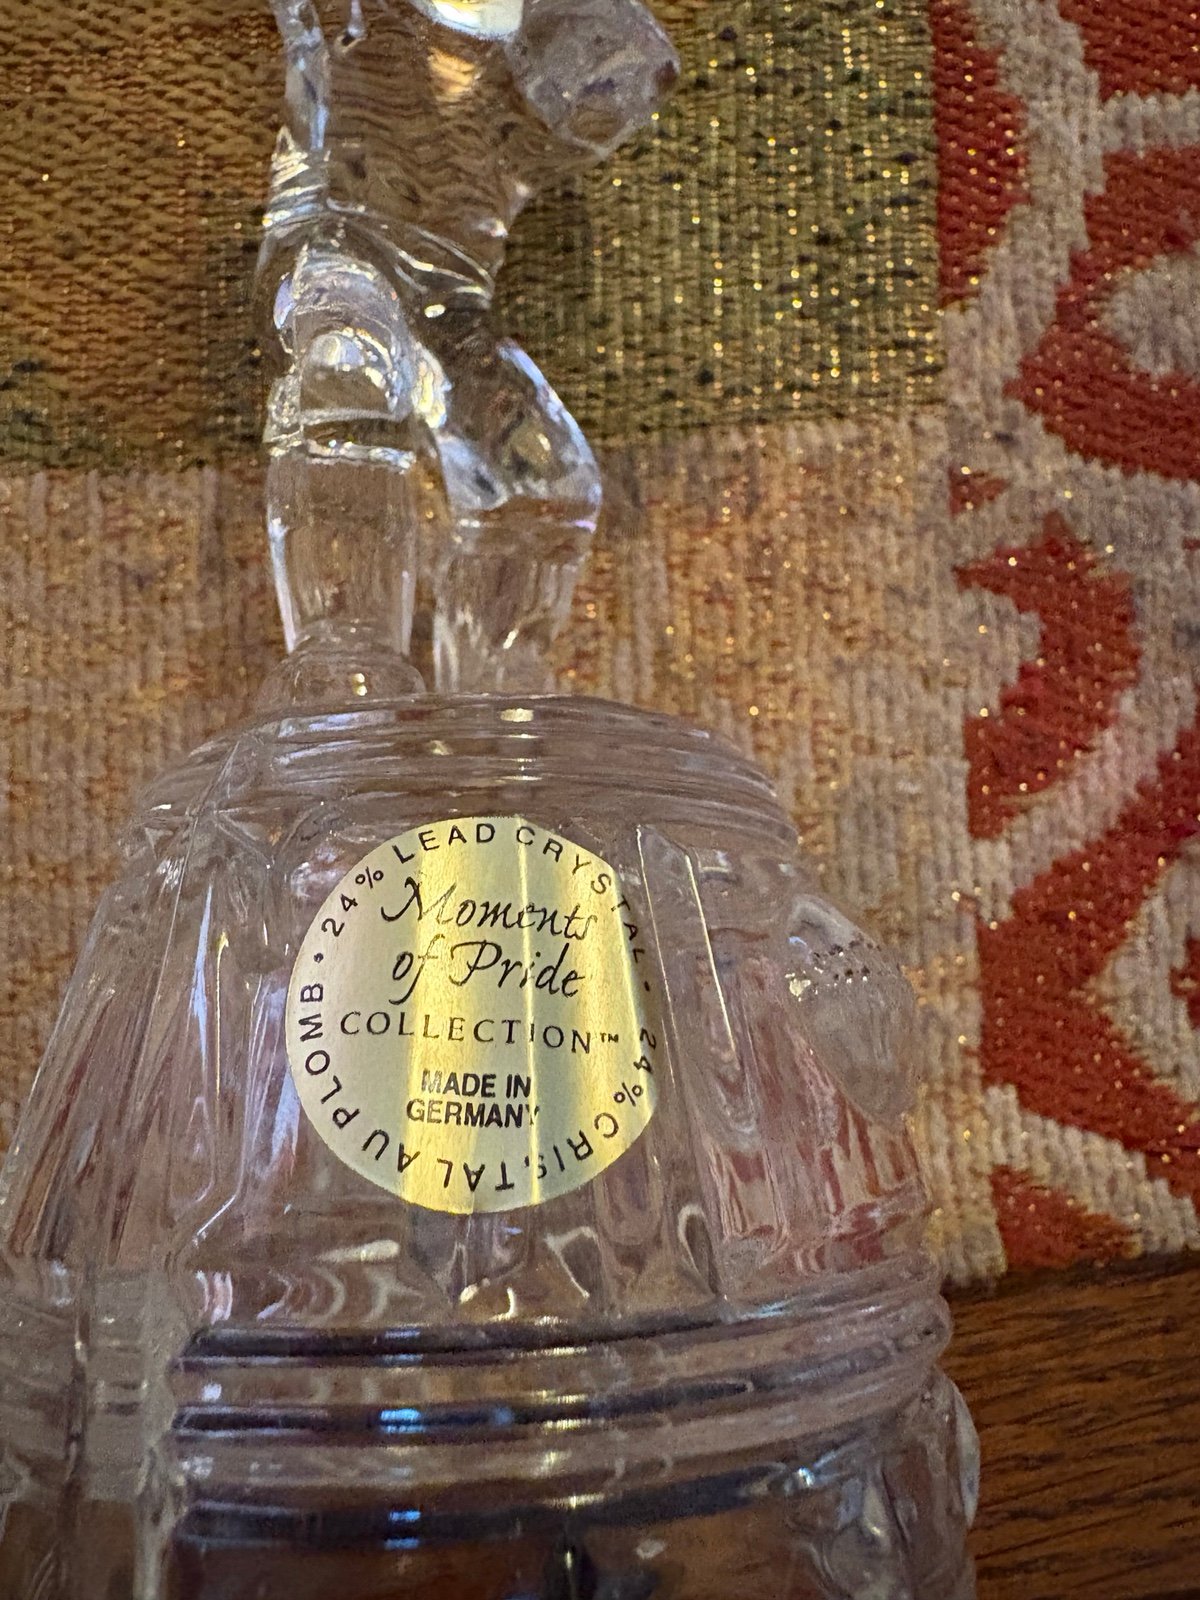 24% LEAD CRYSTAL •
Moments
of Pride
COLLECTION™
MADE IN
GERMANY
24% CRISTAL AU PLOMB •